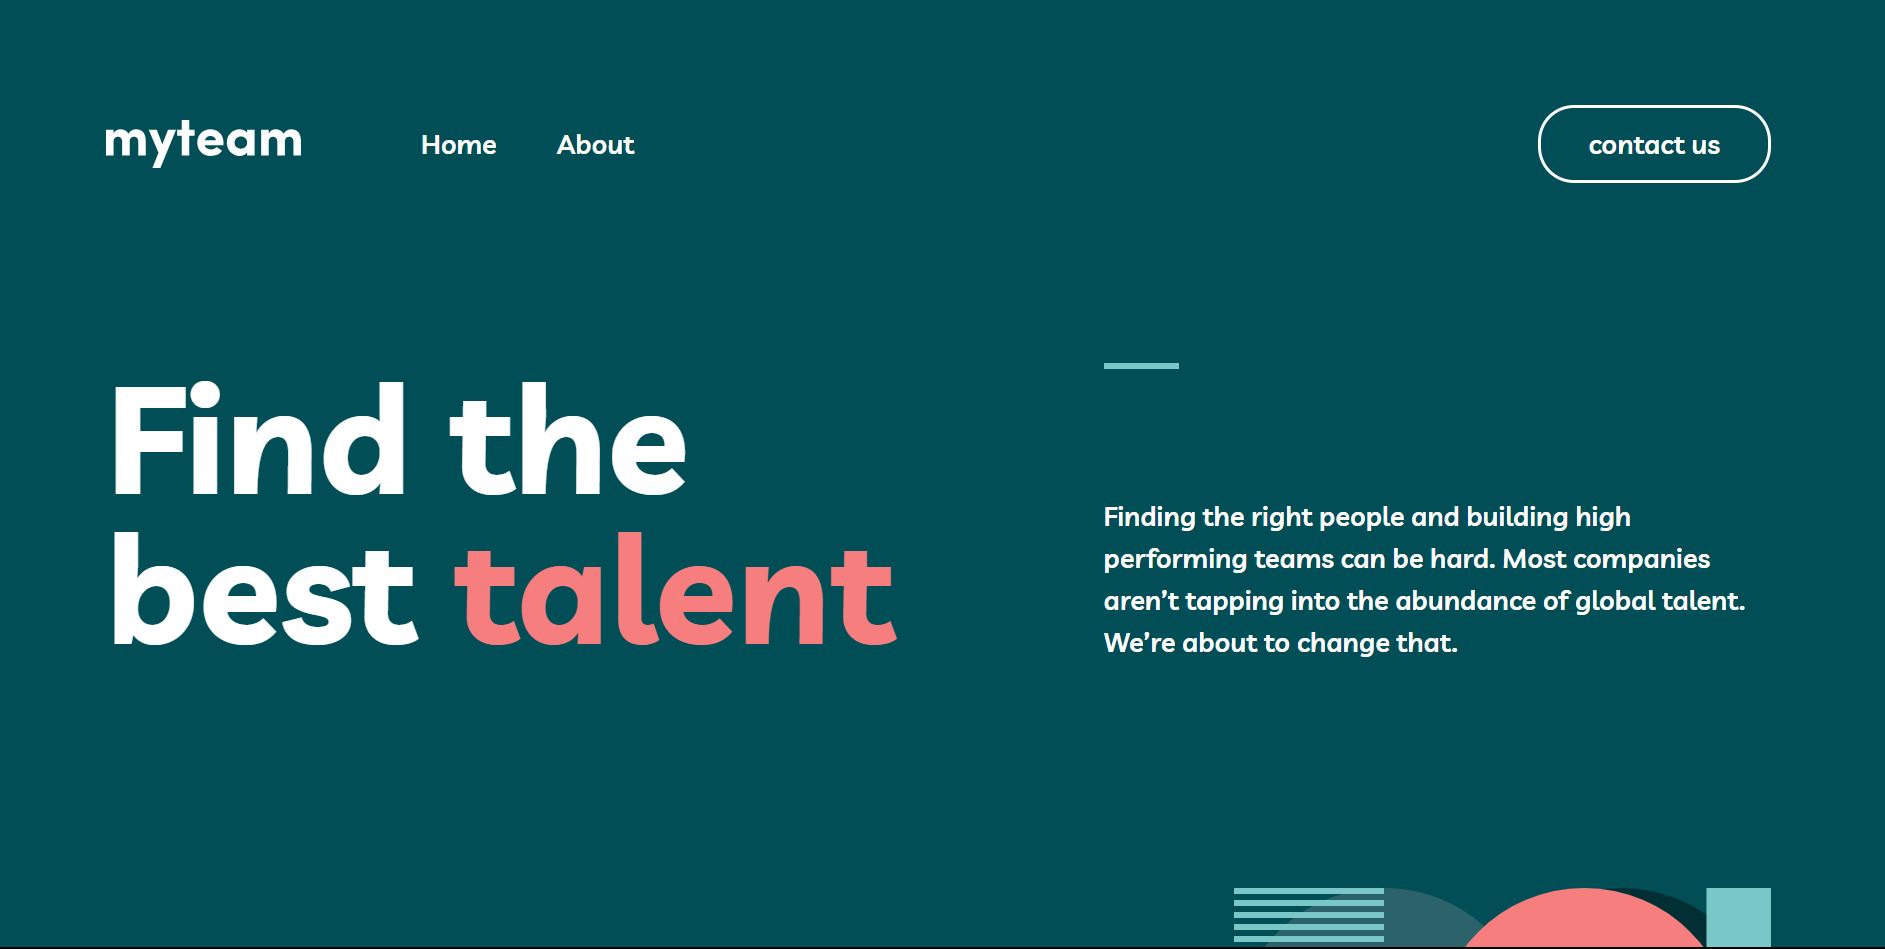 myteam
Home
About
contact us
Find the
best talent
Finding the right people and building high
performing teams can be hard. Most companies
aren’t tapping into the abundance of global talent.
We’re about to change that.